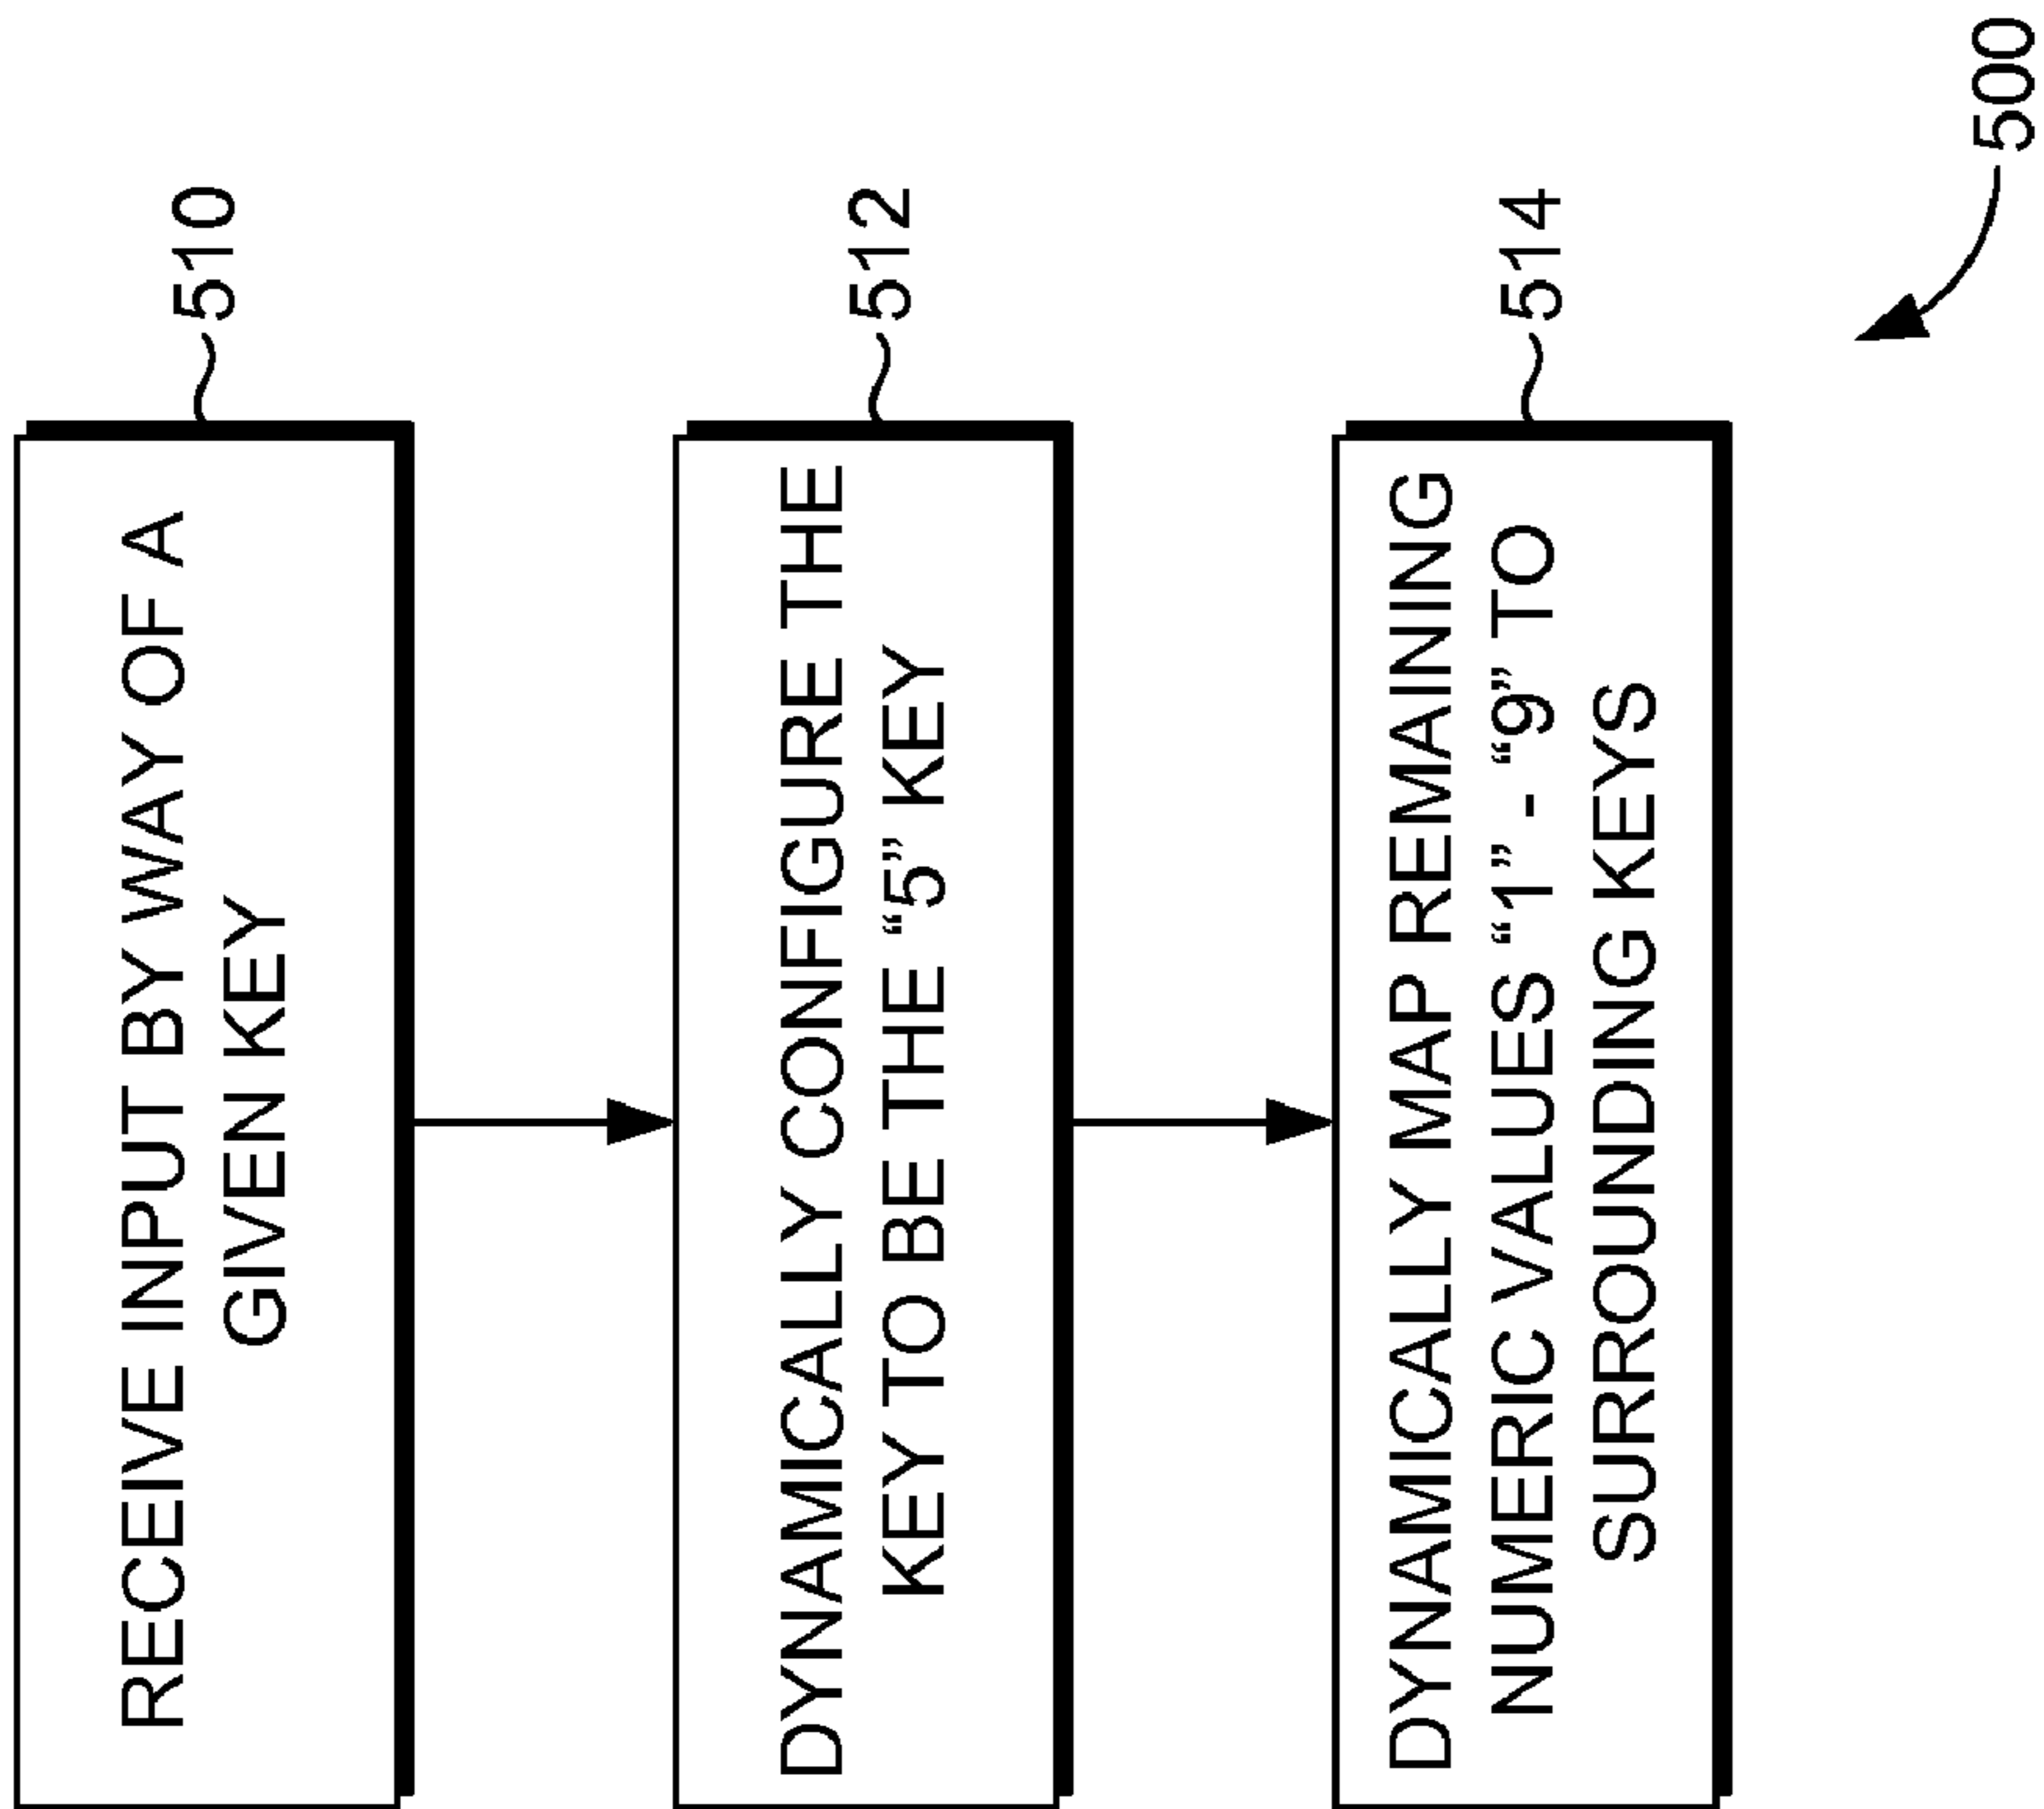 RECEIVE INPUT BY WAY OF A
GIVEN KEY
510
DYNAMICALLY CONFIGURE THE
KEY TO BE THE “5” KEY
512
DYNAMICALLY MAP REMAINING
NUMERIC VALUES “1” - “9” TO
SURROUNDING KEYS
514
500